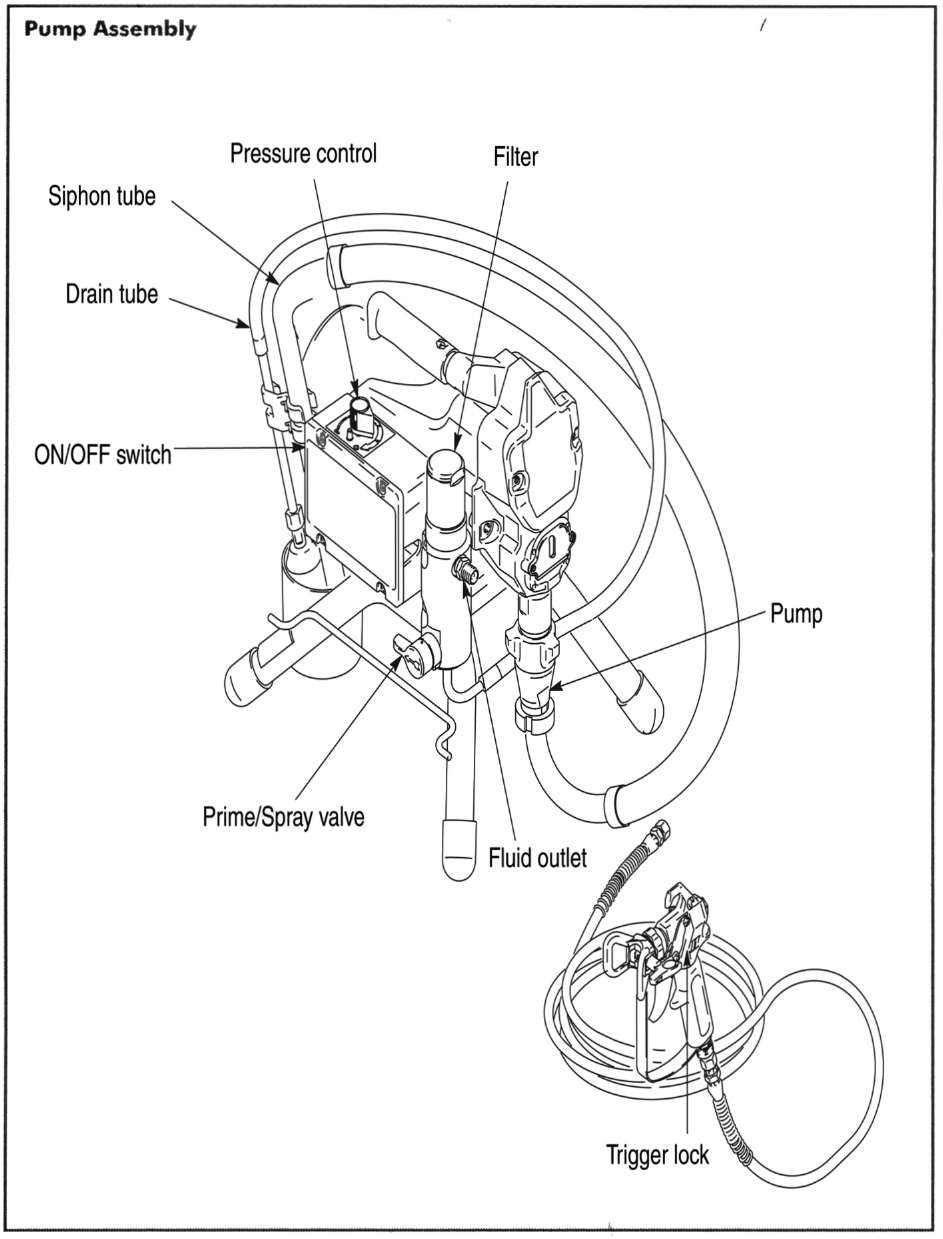 Pump Assembly
Pressure control
Filter
Siphon tube
Drain tube
ON/OFF switch
Pump
Prime/Spray valve
Fluid outlet
Trigger lock